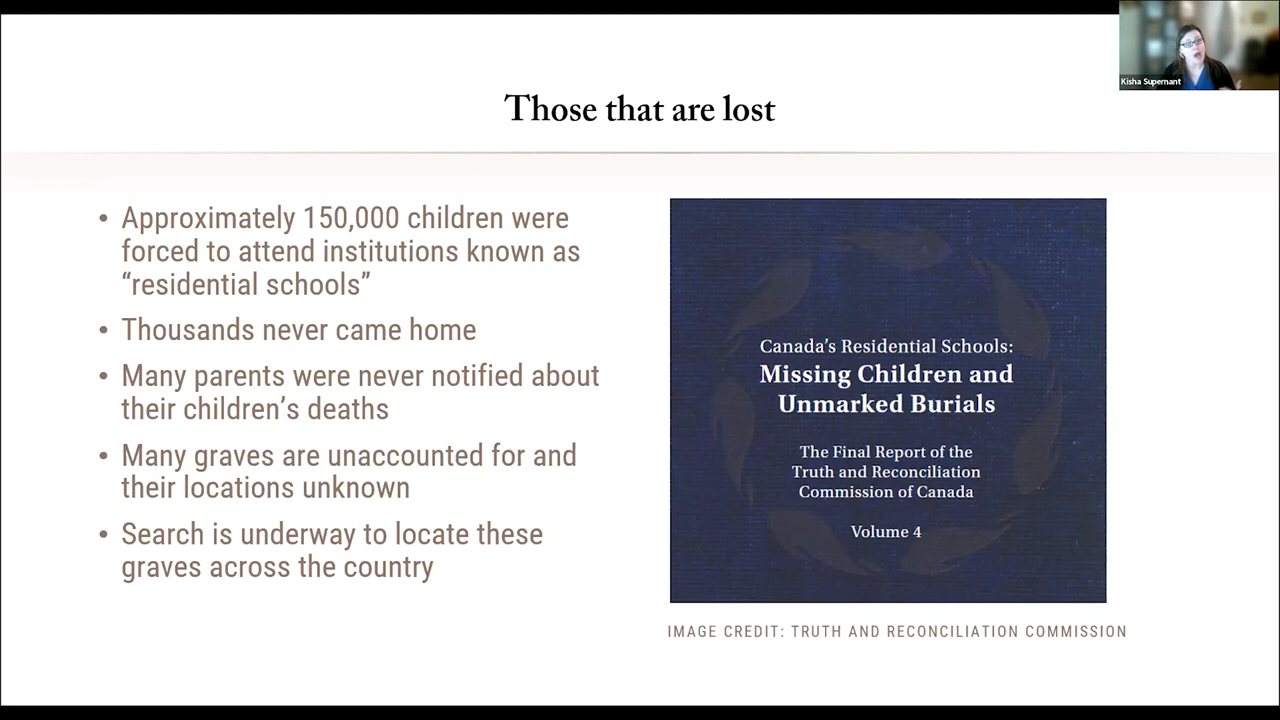 Kisha Supernant
Those that are lost
• Approximately 150,000 children were
forced to attend institutions known as
“residential schools”
• Thousands never came home
• Many parents were never notified about
their children’s deaths
• Many graves are unaccounted for and
their locations unknown
• Search is underway to locate these
graves across the country
Canada’s Residential Schools:
Missing Children and
Unmarked Burials
The Final Report of the
Truth and Reconciliation
Commission of Canada
Volume 4
IMAGE CREDIT: TRUTH AND RECONCILIATION COMMISSION